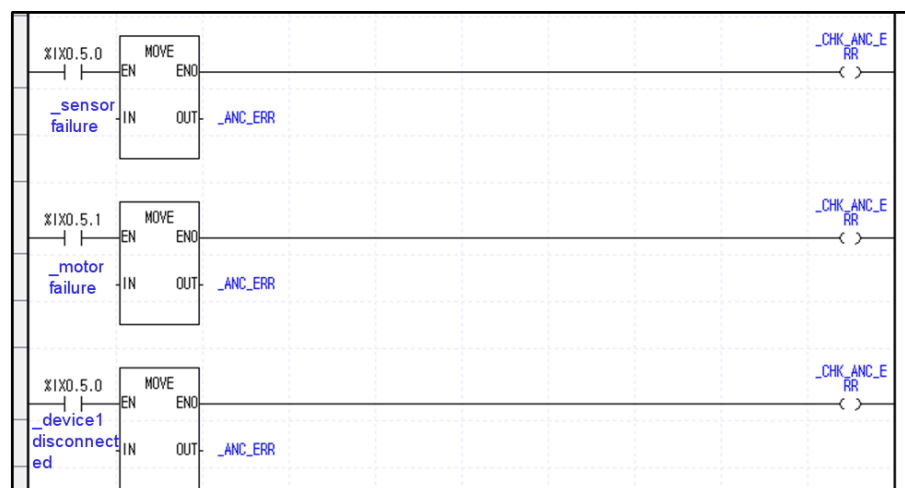 _CHK_ANC_E
RR
%IX0.5.0
MOVE
EN ENO
_sensor
failure
IN OUT _ANC_ERR
_CHK_ANC_E
RR
%IX0.5.1
MOVE
EN ENO
_motor
failure
IN OUT _ANC_ERR
_CHK_ANC_E
RR
%IX0.5.0
MOVE
EN ENO
_device1
disconnect
ed
IN OUT _ANC_ERR